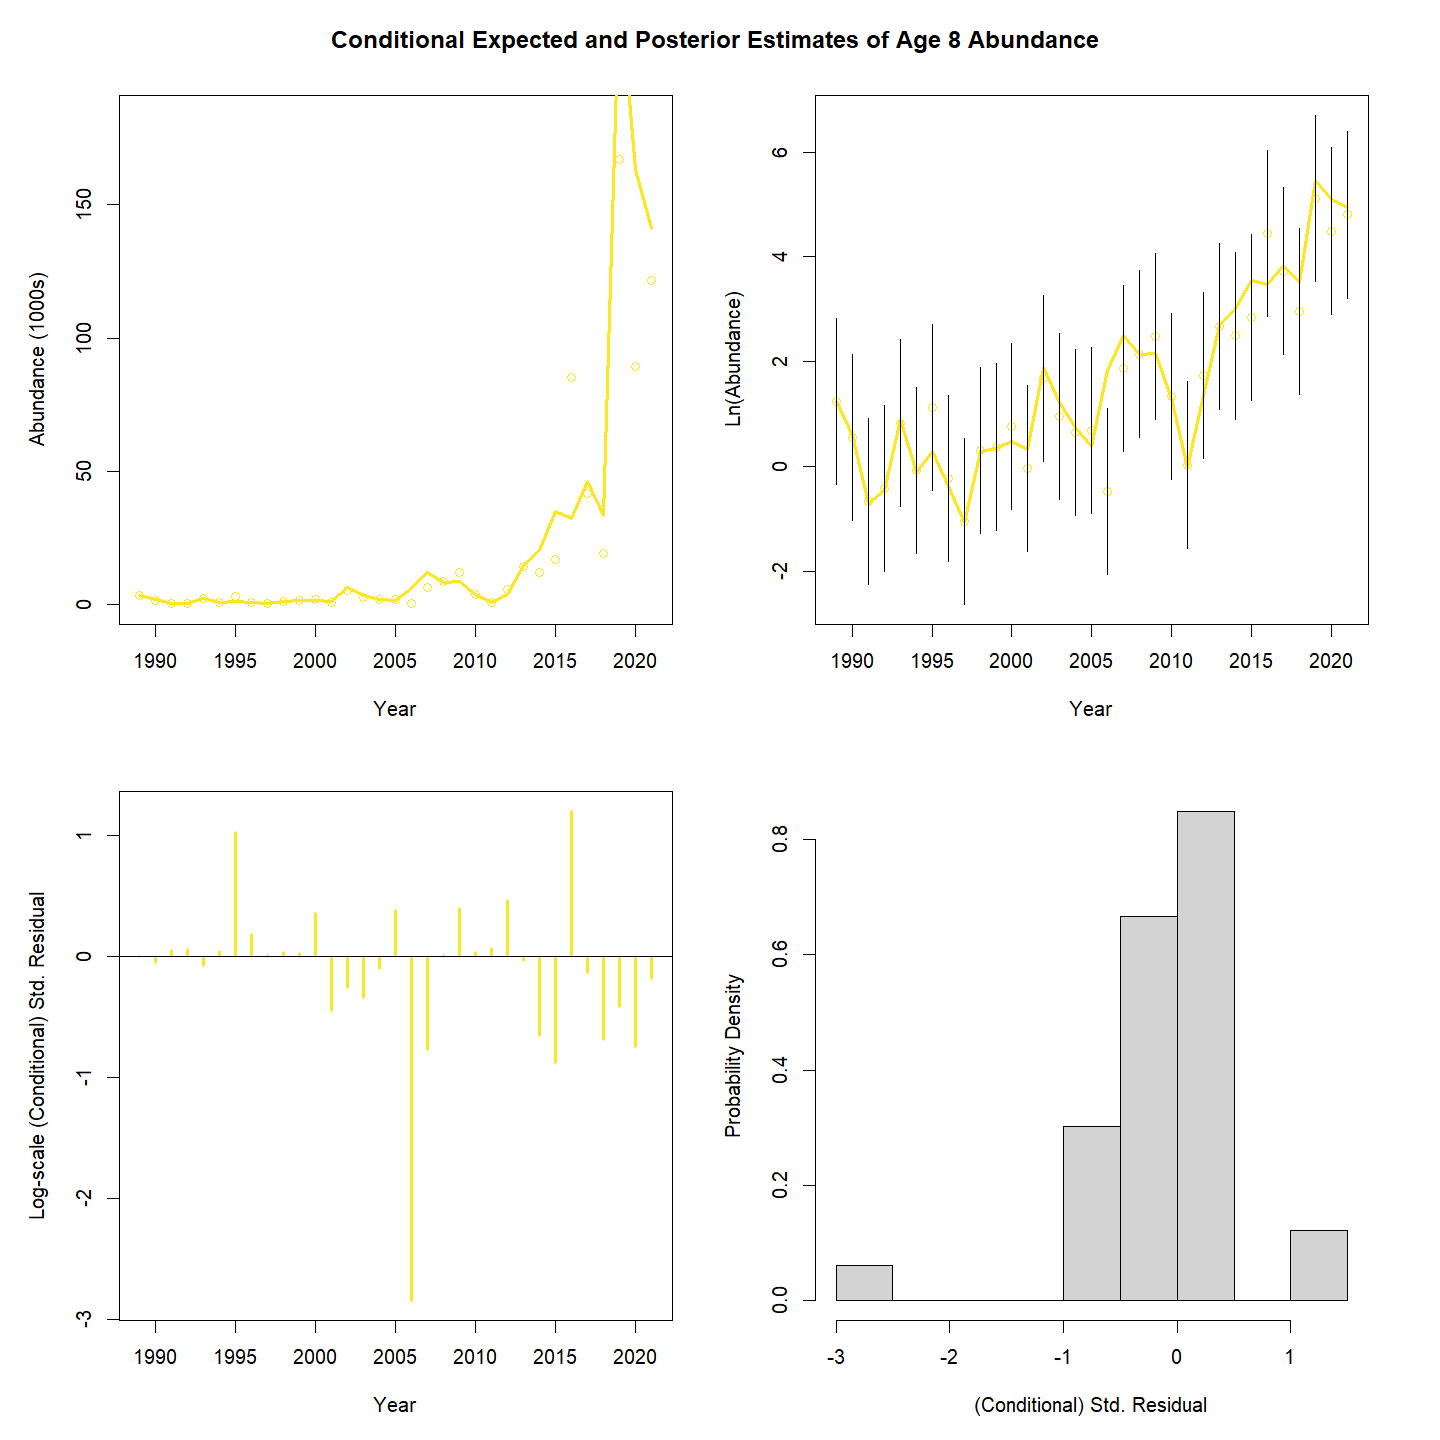 Conditional Expected and Posterior Estimates of Age 8 Abundance
Abundance (1000s)
150
100
50
0
1990 1995 2000 2005 2010 2015 2020
Year
Ln(Abundance)
6
4
2
0
-2
1990 1995 2000 2005 2010 2015 2020
Year
Log-scale (Conditional) Std. Residual
1
0
-1
-2
-3
1990 1995 2000 2005 2010 2015 2020
Year
Probability Density
0.8
0.6
0.4
0.2
0.0
-3 -2 -1 0 1
(Conditional) Std. Residual